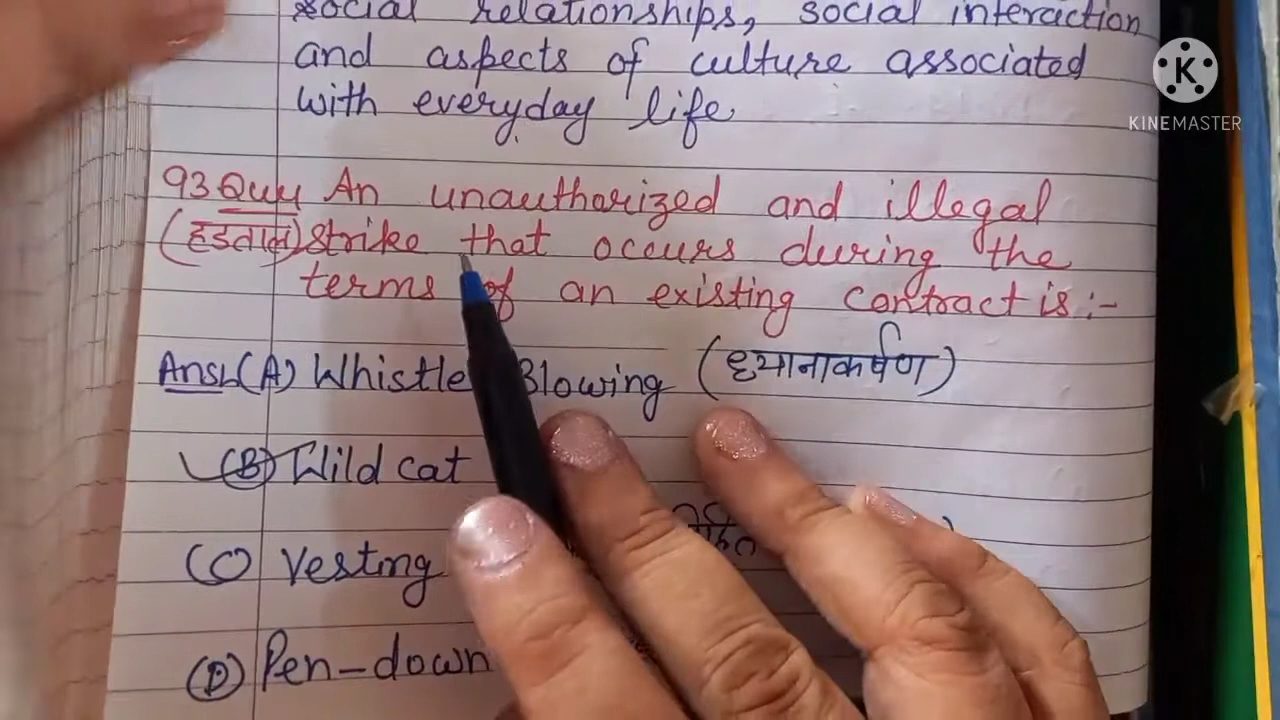 social relationships, social interaction
and aspects of culture associated
with everyday life
KINEMASTER
93 Que An unauthorized and illegal
(हडताल) strike that occurs during the
terms of an existing contract is :-
Ans (A) Whistle Blowing (ध्यानाकर्षण)
(B) Wild cat
(C) Vesting
(D) Pen-down